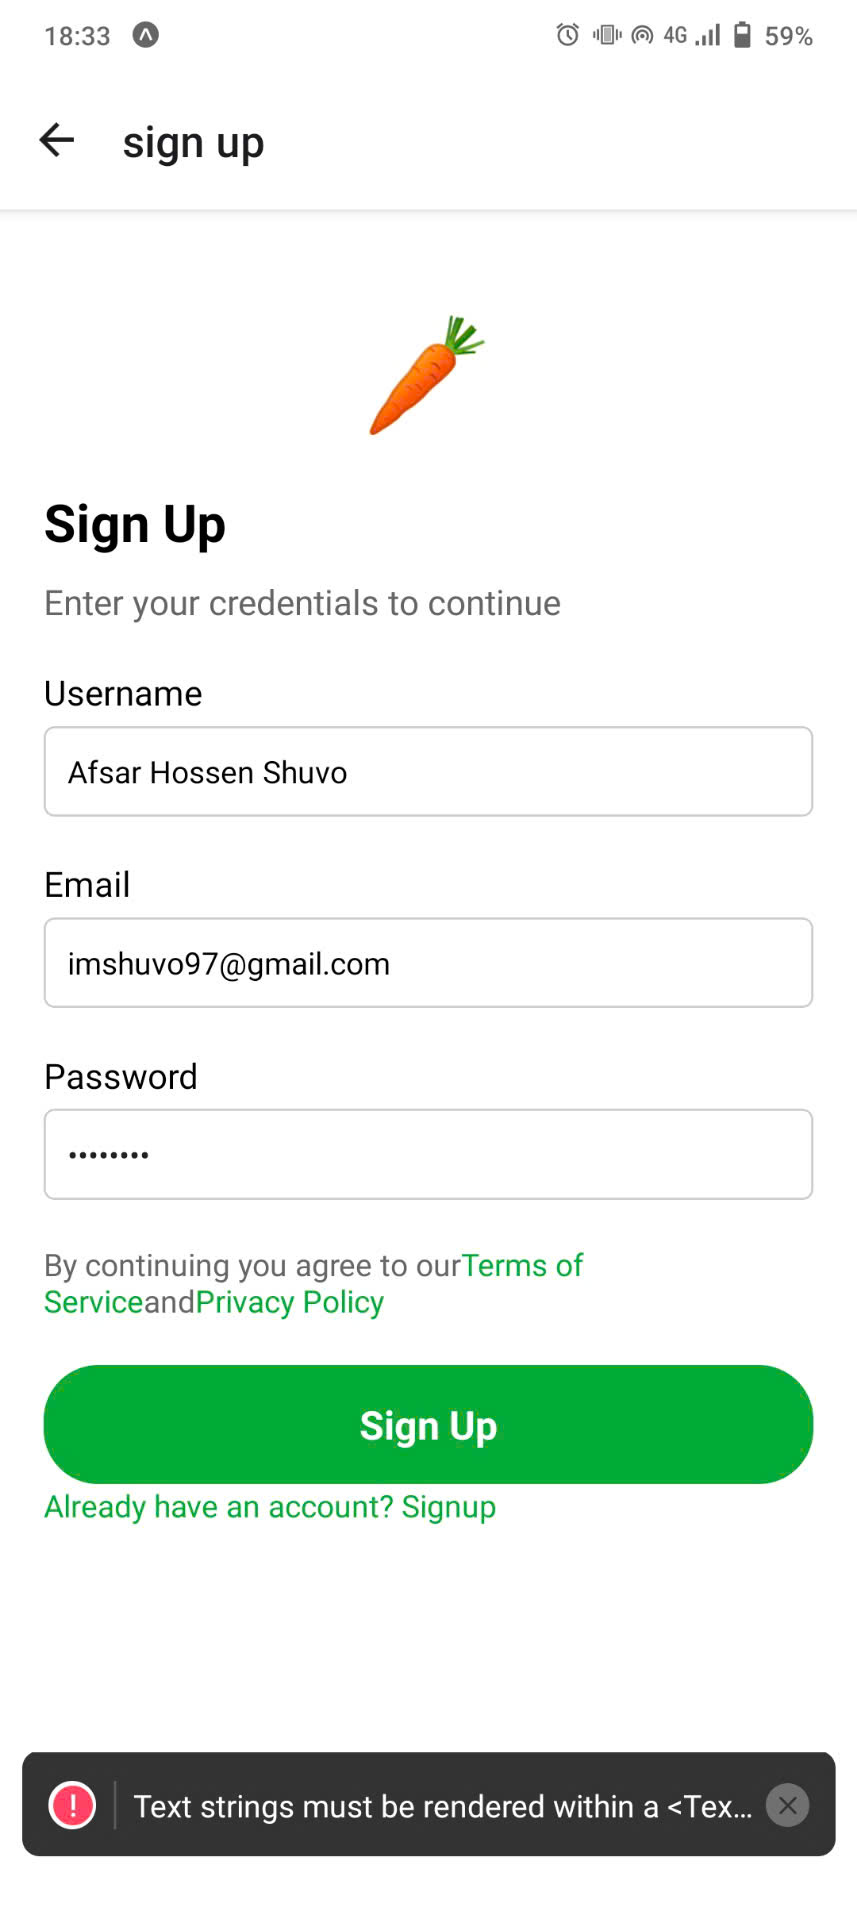 18:33 4G 59%
sign up
Sign Up
Enter your credentials to continue
Username
Afsar Hossen Shuvo
Email
imshuvo97@gmail.com
Password
••••••••
By continuing you agree to ourTerms of
ServiceandPrivacy Policy
Sign Up
Already have an account? Signup
Text strings must be rendered within a <Tex...